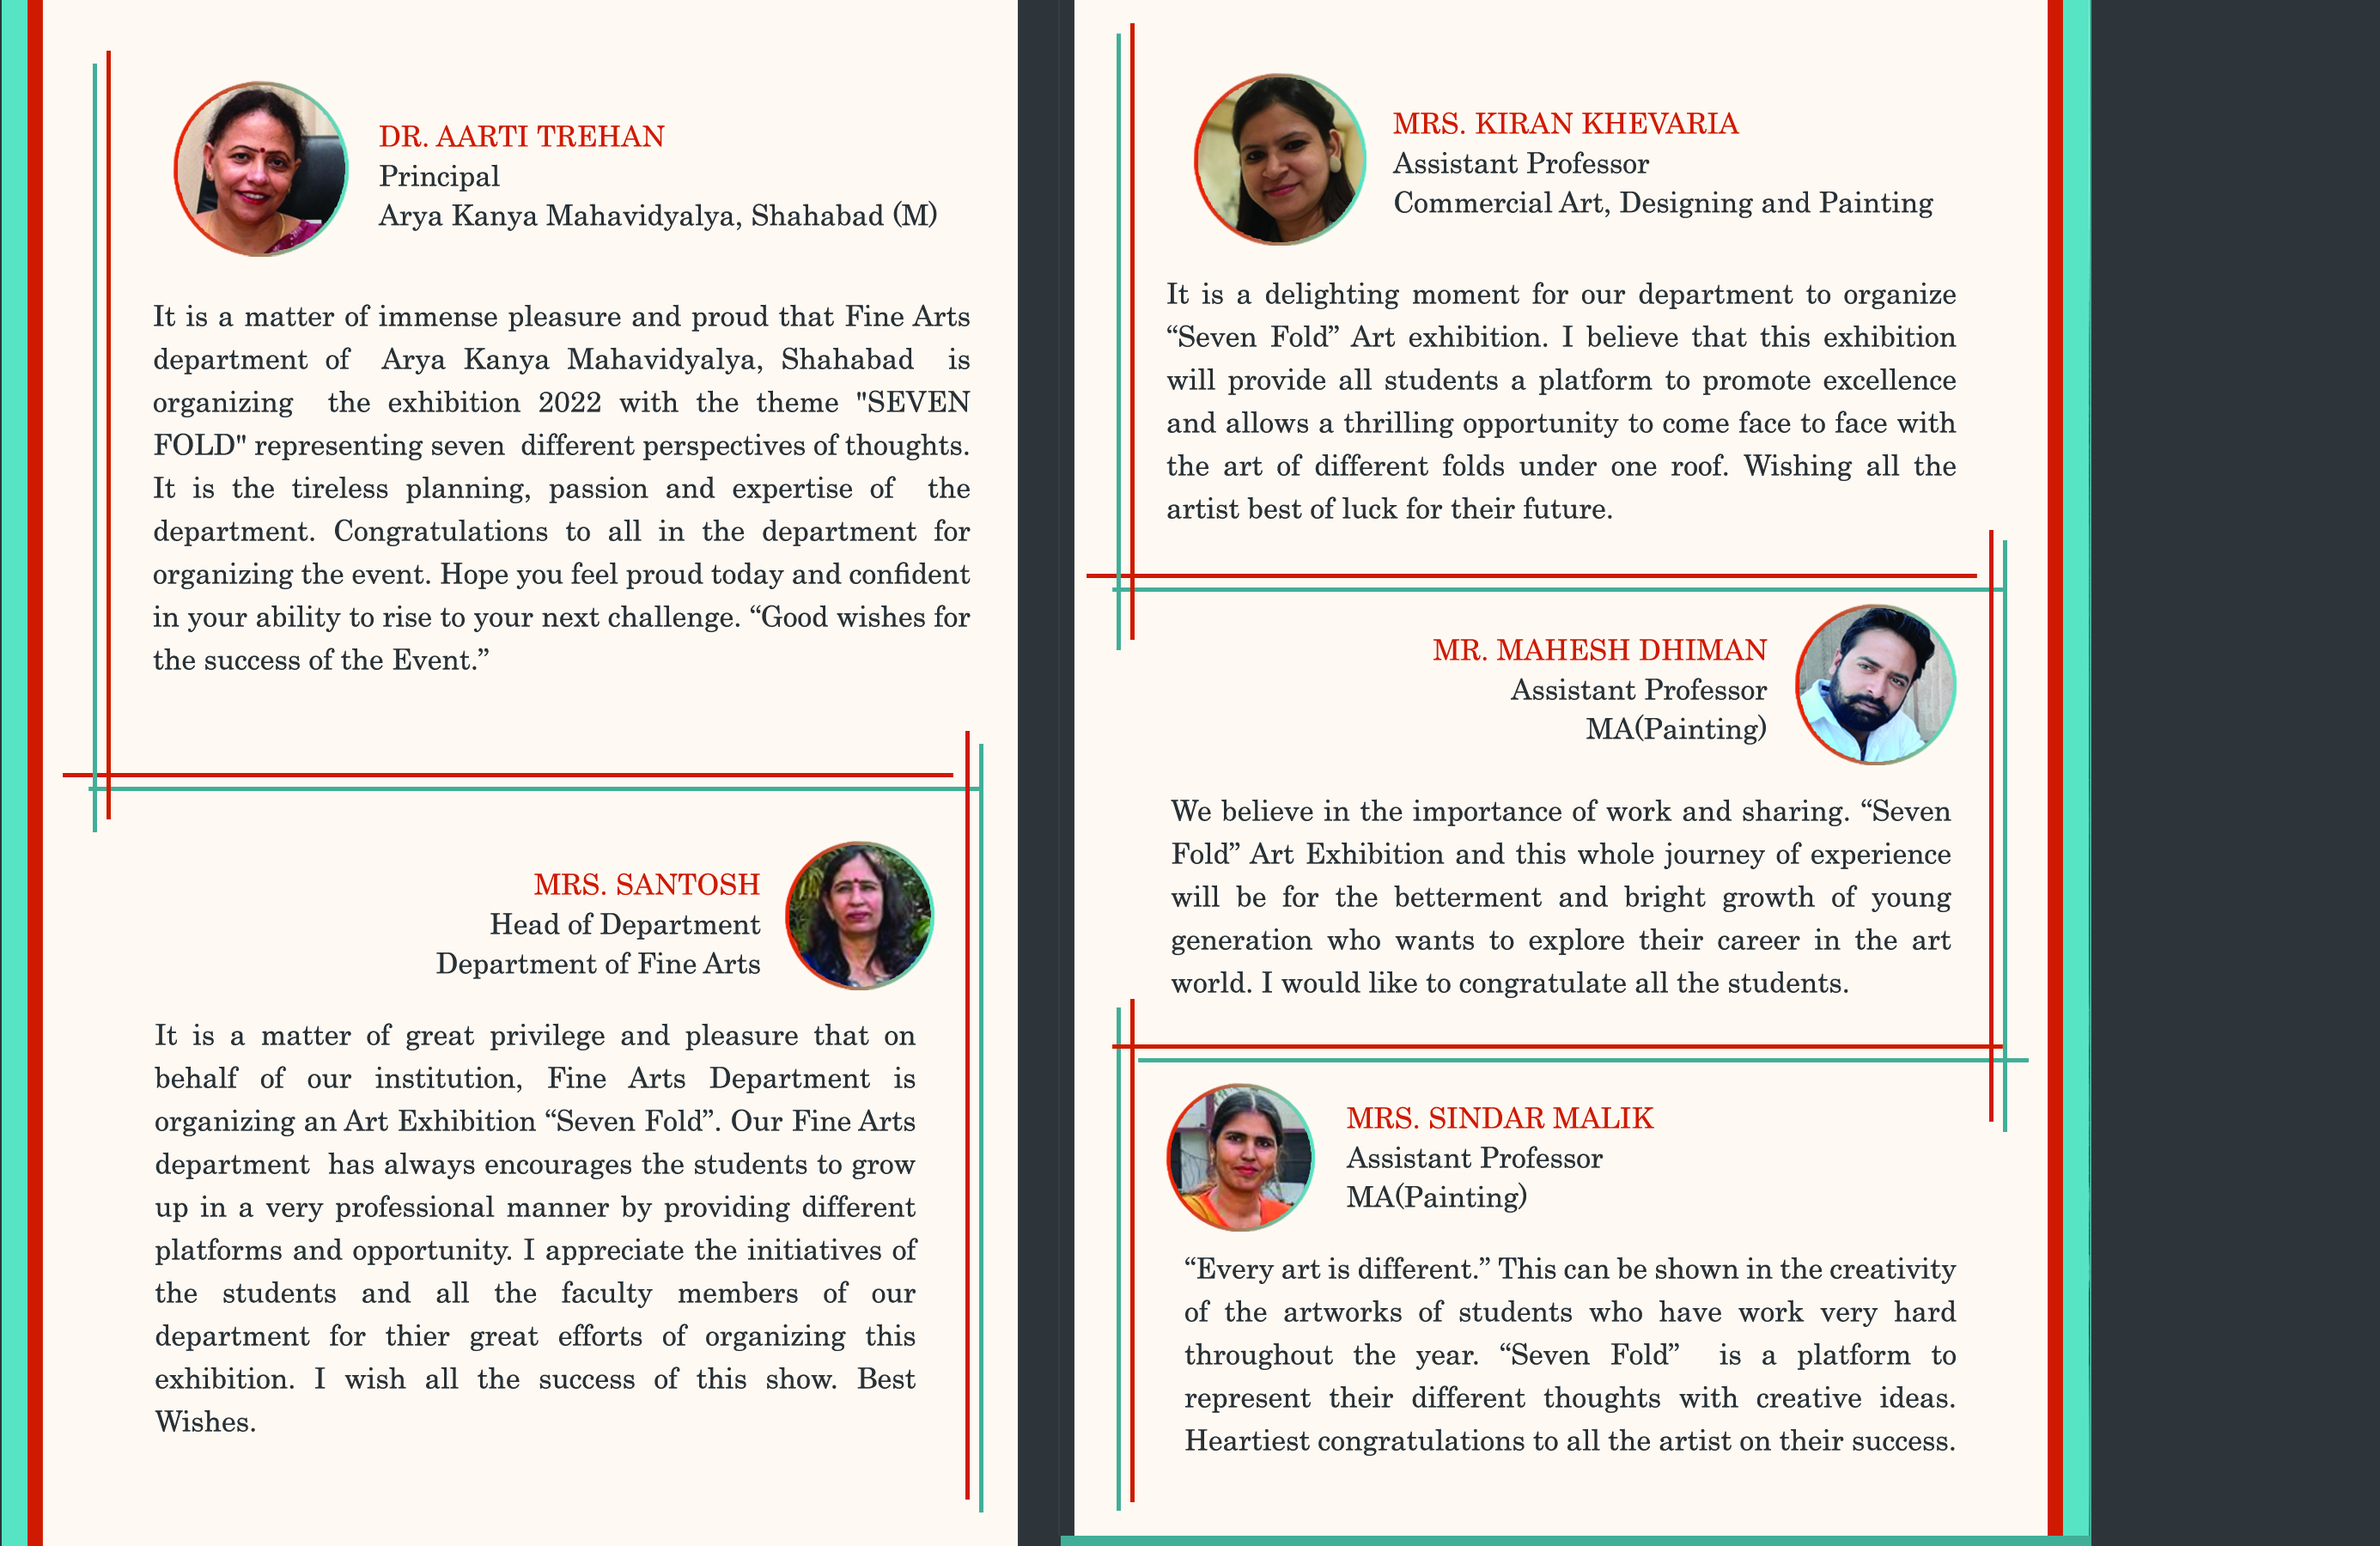 DR. AARTI TREHAN
Principal
Arya Kanya Mahavidyalya, Shahabad (M)
It is a matter of immense pleasure and proud that Fine Arts
department of Arya Kanya Mahavidyalya, Shahabad is
organizing the exhibition 2022 with the theme "SEVEN
FOLD" representing seven different perspectives of thoughts.
It is the tireless planning, passion and expertise of the
department. Congratulations to all in the department for
organizing the event. Hope you feel proud today and confident
in your ability to rise to your next challenge. “Good wishes for
the success of the Event.”
MRS. SANTOSH
Head of Department
Department of Fine Arts
It is a matter of great privilege and pleasure that on
behalf of our institution, Fine Arts Department is
organizing an Art Exhibition “Seven Fold”. Our Fine Arts
department has always encourages the students to grow
up in a very professional manner by providing different
platforms and opportunity. I appreciate the initiatives of
the students and all the faculty members of our
department for thier great efforts of organizing this
exhibition. I wish all the success of this show. Best
Wishes.
MRS. KIRAN KHEVARIA
Assistant Professor
Commercial Art, Designing and Painting
It is a delighting moment for our department to organize
“Seven Fold” Art exhibition. I believe that this exhibition
will provide all students a platform to promote excellence
and allows a thrilling opportunity to come face to face with
the art of different folds under one roof. Wishing all the
artist best of luck for their future.
MR. MAHESH DHIMAN
Assistant Professor
MA(Painting)
We believe in the importance of work and sharing. “Seven
Fold” Art Exhibition and this whole journey of experience
will be for the betterment and bright growth of young
generation who wants to explore their career in the art
world. I would like to congratulate all the students.
MRS. SINDAR MALIK
Assistant Professor
MA(Painting)
“Every art is different.” This can be shown in the creativity
of the artworks of students who have work very hard
throughout the year. “Seven Fold” is a platform to
represent their different thoughts with creative ideas.
Heartiest congratulations to all the artist on their success.